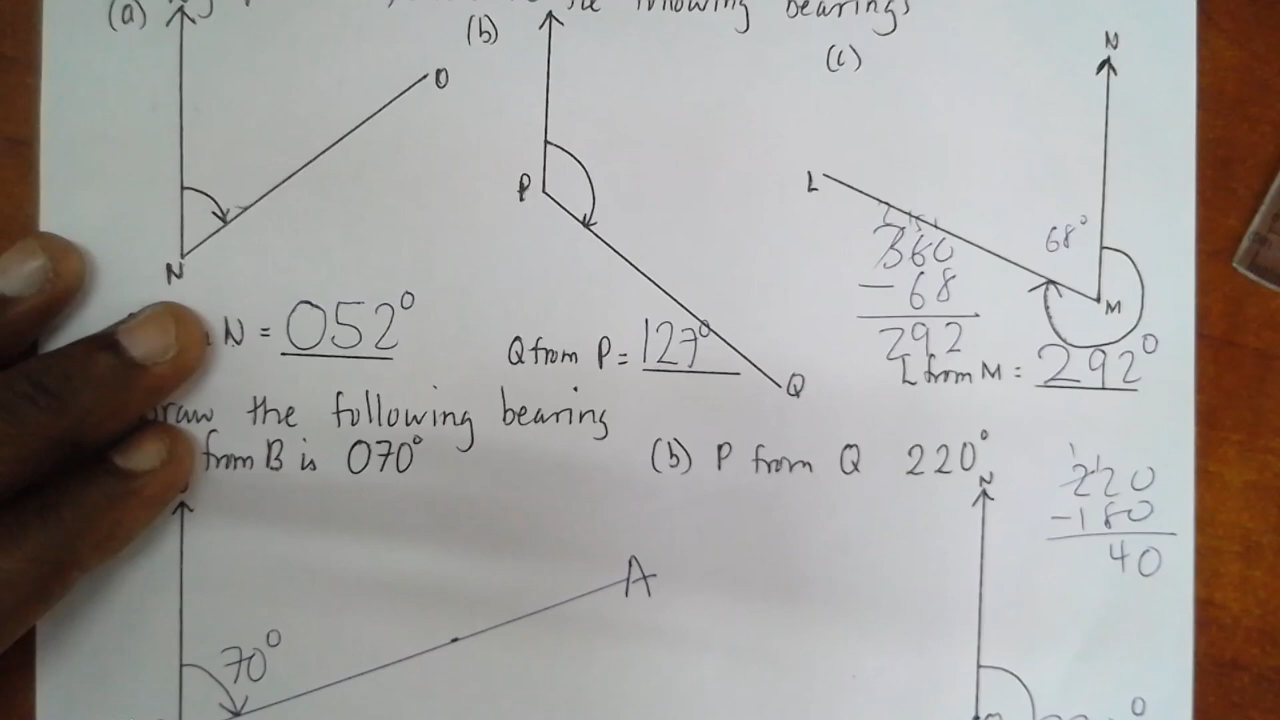 (a)
(b)
following bearings
(c)
N
O
P
L
68°
360
- 68
292
M
N
N = 052°
Q from P = 127°
Q
L from M = 292°
raw the following bearing
from B is 070°
(b) P from Q 220°
N
220
-180
40
A
70°